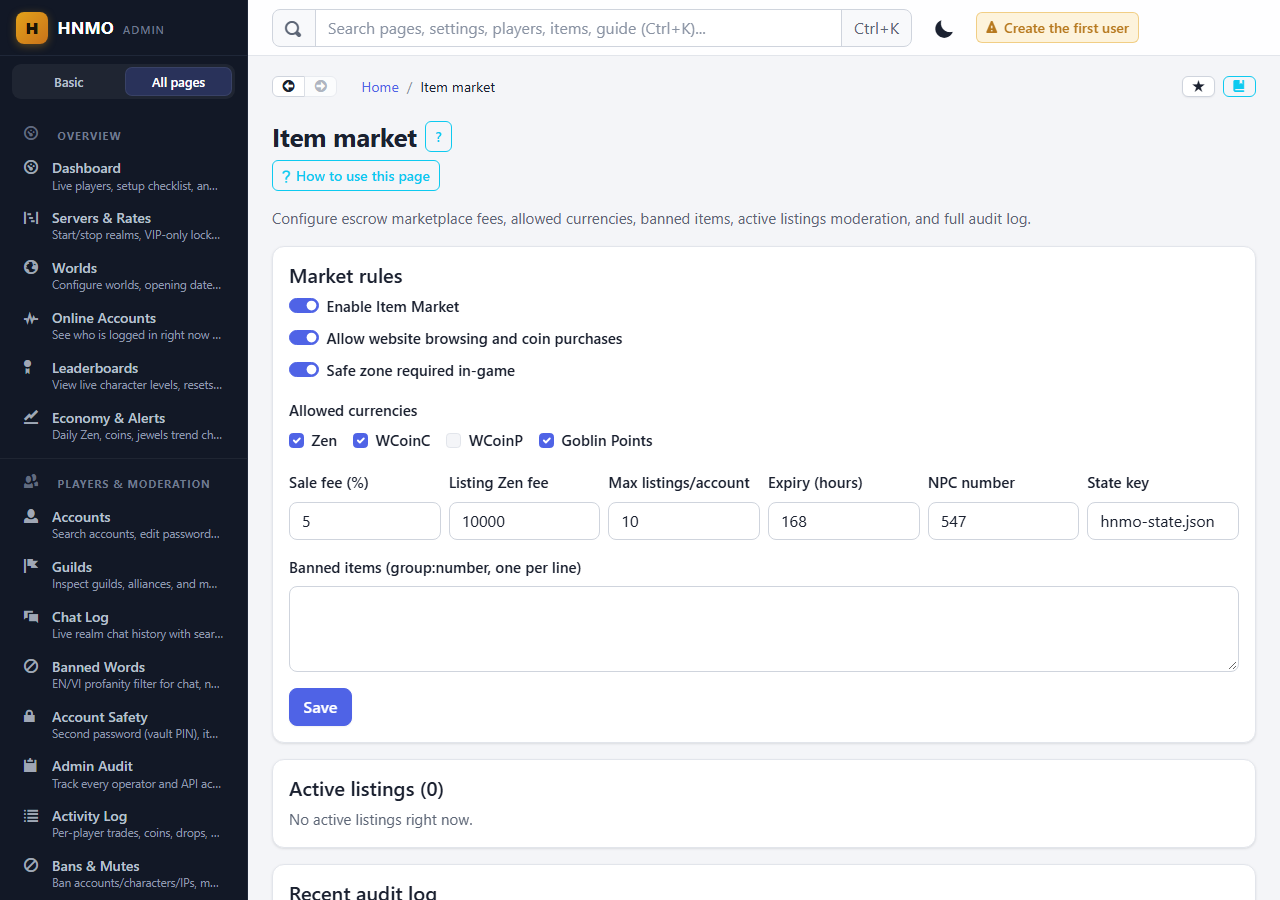 H HNMO ADMIN
Search pages, settings, players, items, guide (Ctrl+K)... Ctrl+K
Create the first user
Basic All pages
Home / Item market
OVERVIEW
Dashboard
Live players, setup checklist, an...
Servers & Rates
Start/stop realms, VIP-only lock...
Worlds
Configure worlds, opening date...
Online Accounts
See who is logged in right now ...
Leaderboards
View live character levels, resets...
Economy & Alerts
Daily Zen, coins, jewels trend ch...
PLAYERS & MODERATION
Accounts
Search accounts, edit password...
Guilds
Inspect guilds, alliances, and m...
Chat Log
Live realm chat history with sear...
Banned Words
EN/VI profanity filter for chat, n...
Account Safety
Second password (vault PIN), it...
Admin Audit
Track every operator and API ac...
Activity Log
Per-player trades, coins, drops, ...
Bans & Mutes
Ban accounts/characters/IPs, m...
Item market ?
? How to use this page
Configure escrow marketplace fees, allowed currencies, banned items, active listings moderation, and full audit log.
Market rules
Enable Item Market
Allow website browsing and coin purchases
Safe zone required in-game
Allowed currencies
Zen WCoinC WCoinP Goblin Points
Sale fee (%) Listing Zen fee Max listings/account Expiry (hours) NPC number State key
5 10000 10 168 547 hnmo-state.json
Banned items (group:number, one per line)
Save
Active listings (0)
No active listings right now.
Recent audit log